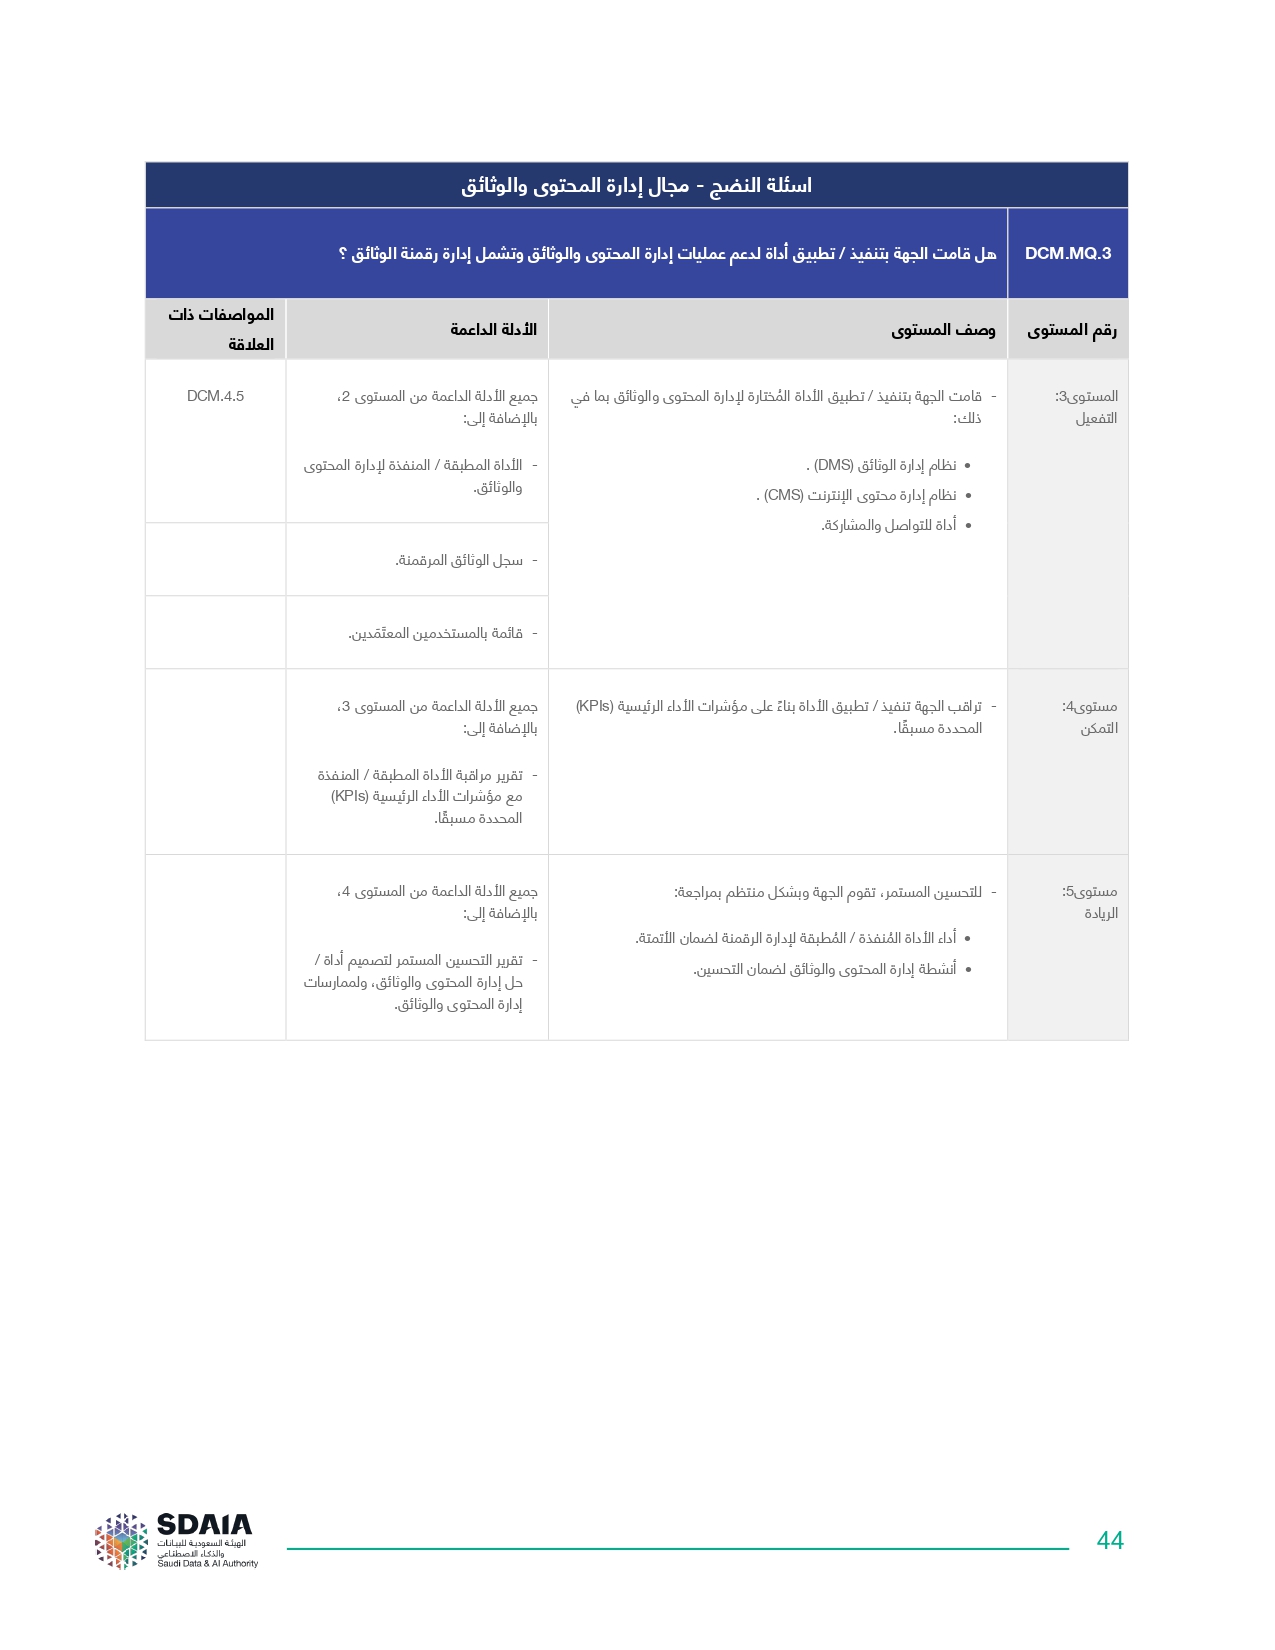 اسئلة النضج - مجال إدارة المحتوى والوثائق
DCM.MQ.3
هل قامت الجهة بتنفيذ / تطبيق أداة لدعم عمليات إدارة المحتوى والوثائق وتشمل إدارة رقمنة الوثائق ؟
رقم المستوى
وصف المستوى
الأدلة الداعمة
المواصفات ذات
العلاقة
المستوى3:
التفعيل
- قامت الجهة بتنفيذ / تطبيق الأداة المُختارة لإدارة المحتوى والوثائق بما في
ذلك:
• نظام إدارة الوثائق (DMS) .
• نظام إدارة محتوى الإنترنت (CMS) .
• أداة للتواصل والمشاركة.
جميع الأدلة الداعمة من المستوى 2،
بالإضافة إلى:
- الأداة المطبقة / المنفذة لإدارة المحتوى
والوثائق.
DCM.4.5
- سجل الوثائق المرقمنة.
- قائمة بالمستخدمين المعتَمَدين.
مستوى4:
التمكن
- تراقب الجهة تنفيذ / تطبيق الأداة بناءً على مؤشرات الأداء الرئيسية (KPIs)
المحددة مسبقًا.
جميع الأدلة الداعمة من المستوى 3،
بالإضافة إلى:
- تقرير مراقبة الأداة المطبقة / المنفذة
مع مؤشرات الأداء الرئيسية (KPIs)
المحددة مسبقًا.
مستوى5:
الريادة
- للتحسين المستمر، تقوم الجهة وبشكل منتظم بمراجعة:
• أداء الأداة المُنفذة / المُطبقة لإدارة الرقمنة لضمان الأتمتة.
• أنشطة إدارة المحتوى والوثائق لضمان التحسين.
جميع الأدلة الداعمة من المستوى 4،
بالإضافة إلى:
- تقرير التحسين المستمر لتصميم أداة /
حل إدارة المحتوى والوثائق، ولممارسات
إدارة المحتوى والوثائق.
SDAIA
الهيئة السعودية للبيانات
والذكاء الاصطناعي
Saudi Data & AI Authority
44